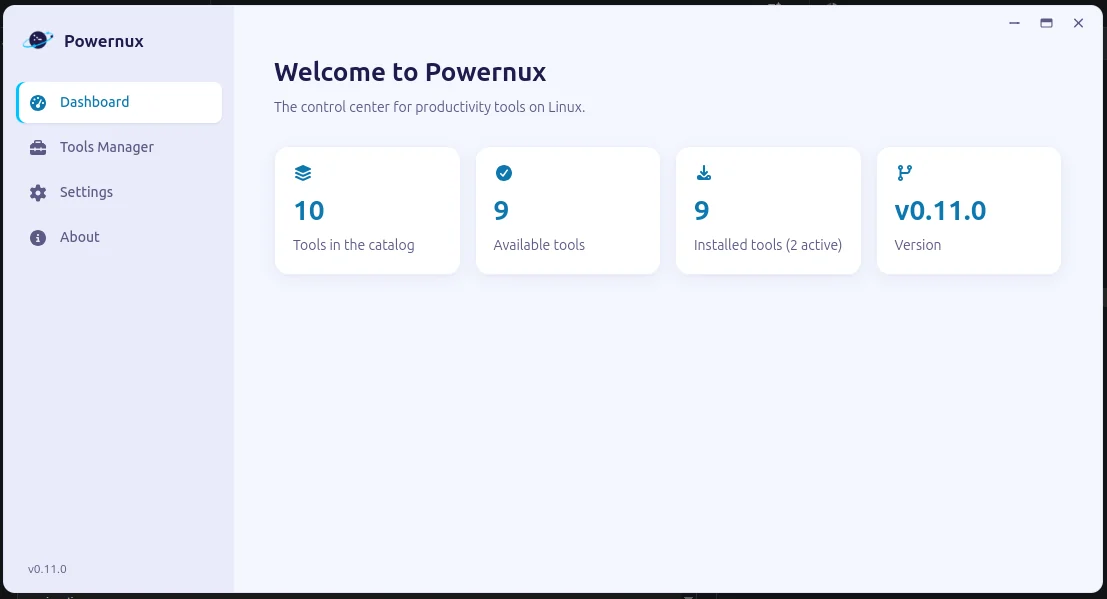 Powernux
Dashboard
Tools Manager
Settings
About
v0.11.0
Welcome to Powernux
The control center for productivity tools on Linux.
10
Tools in the catalog
9
Available tools
9
Installed tools (2 active)
v0.11.0
Version